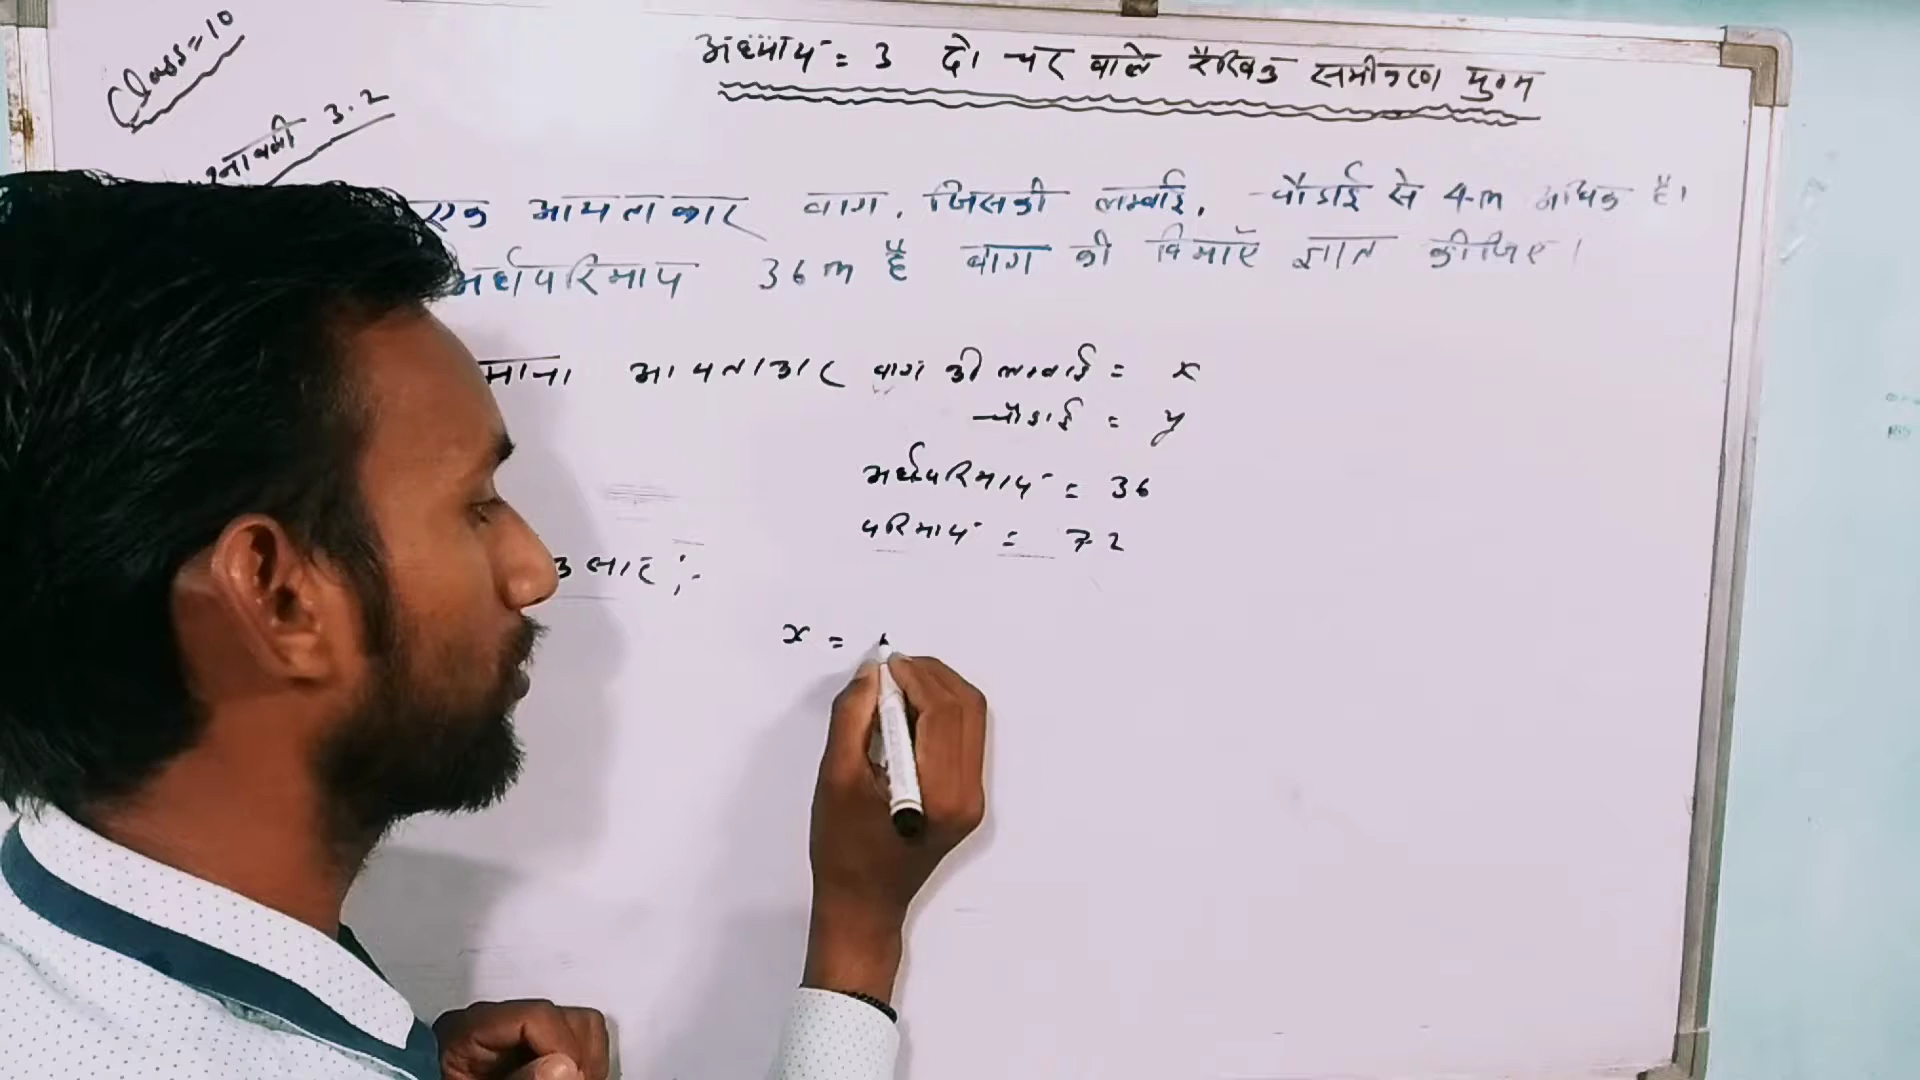 Class=10
अध्याय = 3 दो चर वाले रैखिक समीकरण युग्म
नावली 3.2
एक आयताकार बाग, जिसकी लम्बाई, चौडाई से 4m अधिक है।
अर्धपरिमाप 36m है बाग की विमाएँ ज्ञात कीजिए।
माना आयताकार बाग की लम्बाई = x
चौडाई = y
अर्धपरिमाप = 36
परिमाप = 72
x =